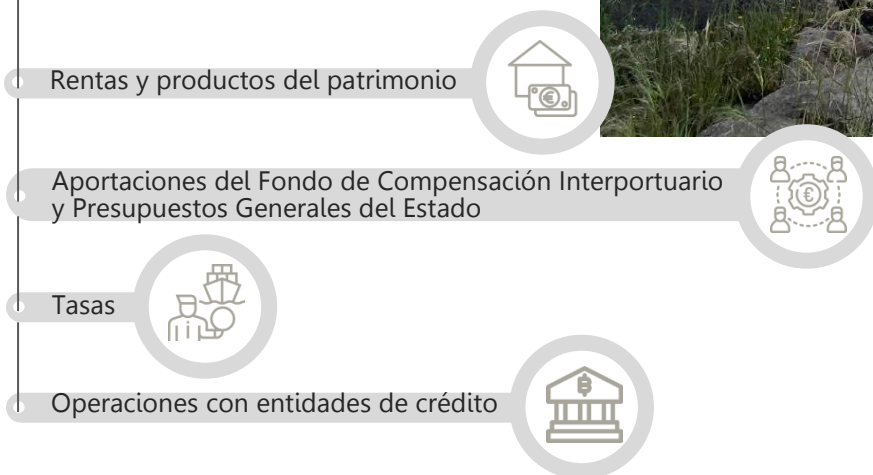 Rentas y productos del patrimonio
Aportaciones del Fondo de Compensación Interportuario
y Presupuestos Generales del Estado
Tasas
Operaciones con entidades de crédito